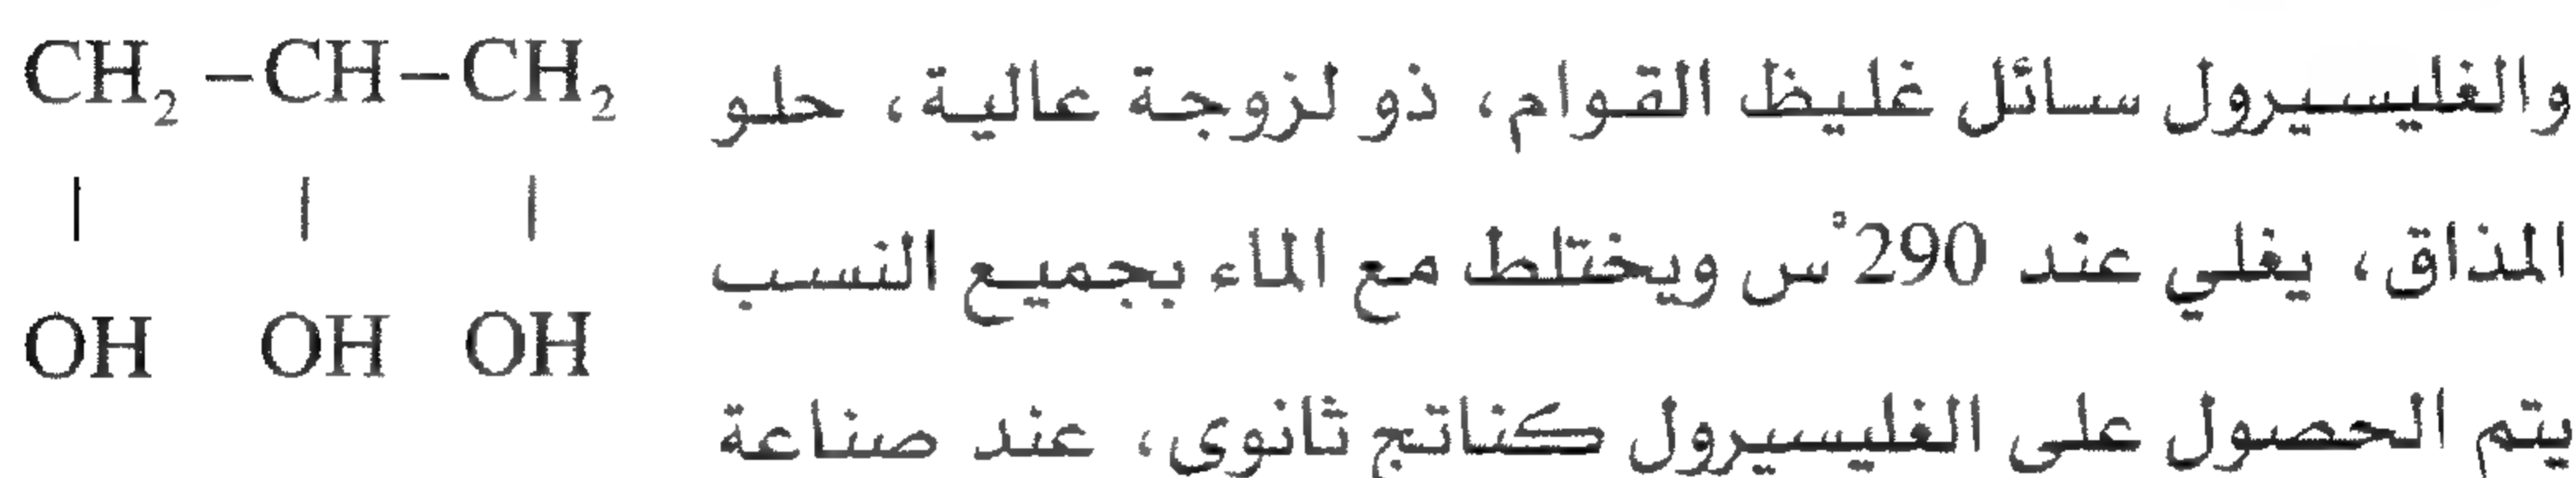 والغليسيرول سائل غليظ القوام، ذو لزوجة عالية، حلو
المذاق، يغلي عند 290°س ويختلط مع الماء بجميع النسب
يتم الحصول على الغليسيرول كناتج ثانوى، عند صناعة
CH₂ –CH–CH₂
| | |
OH OH OH